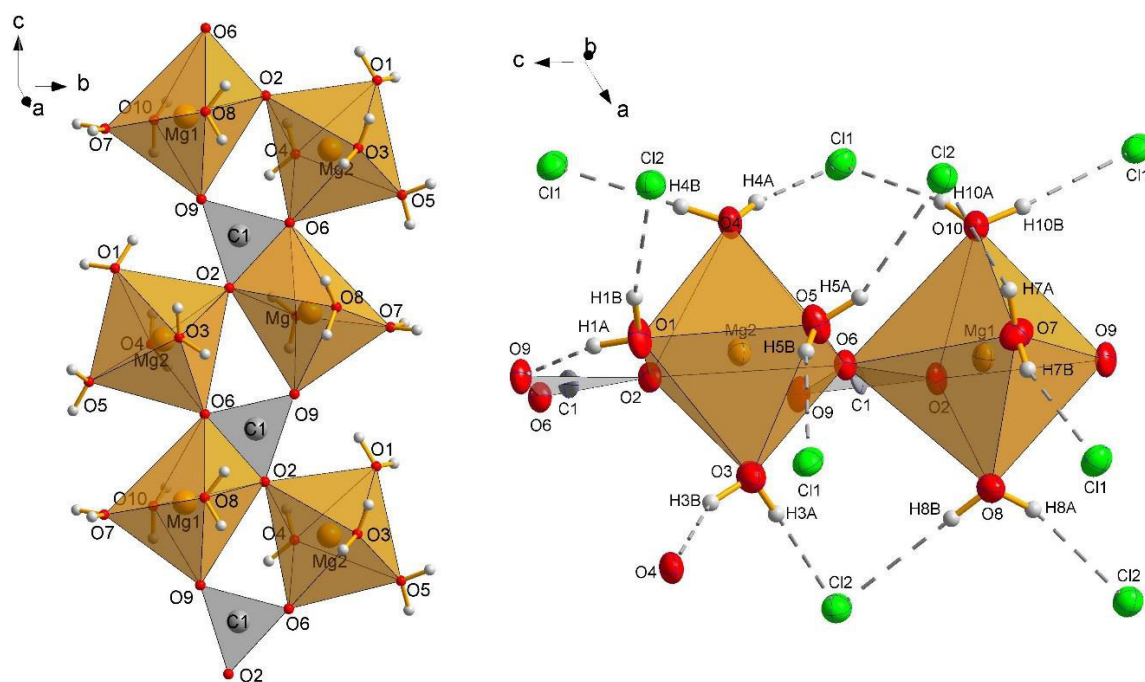 c
b
a
O6
O2
O1
O10
O8
O7
Mg1
O4
O3
Mg2
O5
O9
O6
C1
O1
O2
O8
O3
Mg1
O7
O4
Mg2
O5
O6
O9
C1
O1
O2
O10
O8
O7
Mg1
O4
O3
Mg2
O5
O9
C1
O6
O2
b
c
a
Cl1
Cl2
Cl1
Cl2
Cl1
H4B
H4A
H10A
O4
O10
H10B
H1B
H5A
H7A
O5
O1
O7
H1A
Mg2
H5B
O6
Mg1
O9
O9
H7B
O2
C1
O2
C1
O9
O6
O3
Cl1
Cl1
H3B
H8B
H8A
H3A
O8
O4
Cl2
Cl2